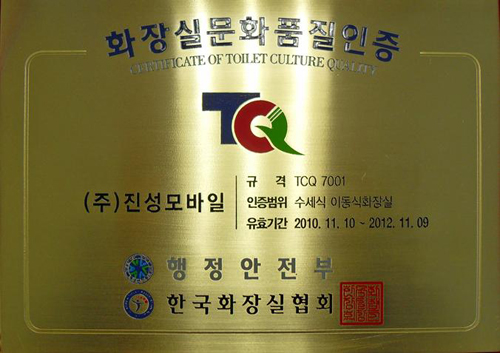 화장실문화품질인증
CERTIFICATE OF TOILET CULTURE QUALITY
TCQ
(주)진성모바일
규 격 TCQ 7001
인증범위 수세식 이동식화장실
유효기간 2010. 11. 10 ~ 2012. 11. 09
행정안전부
한국화장실협회